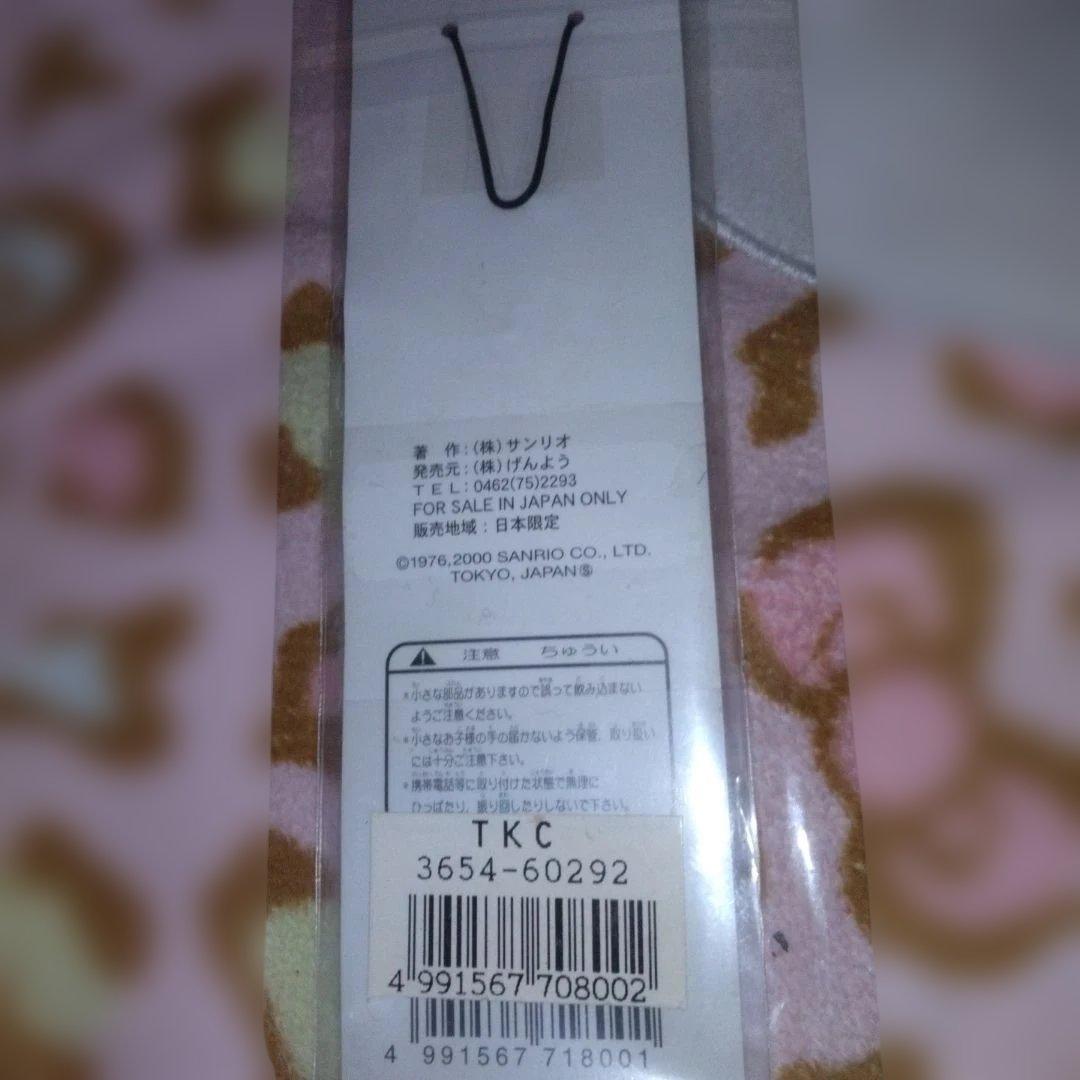 著　作：（株）サンリオ
発売元：（株）げんよう
ＴＥＬ：0462(75)2293
FOR SALE IN JAPAN ONLY
販売地域：日本限定
©1976,2000 SANRIO CO., LTD.
TOKYO, JAPANⓈ
注意　ちゅうい
＊小さな部品がありますので誤って飲み込まない
ようご注意ください。
＊小さなお子様の手の届かないよう保管、取り扱い
には十分ご注意下さい。
＊携帯電話等に取り付けた状態で無理に
ひっぱたり、振り回したりしないで下さい。
TKC
3654-60292
4 991567 708002
4 991567 718001